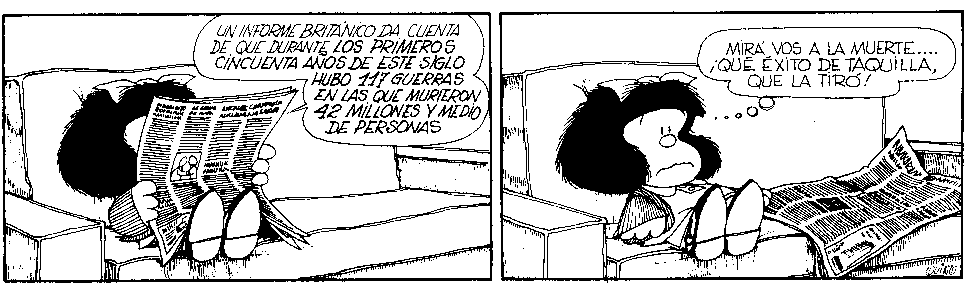 UN INFORME BRITÁNICO DA CUENTA
DE QUE DURANTE LOS PRIMEROS
CINCUENTA AÑOS DE ESTE SIGLO
HUBO 117 GUERRAS
EN LAS QUE MURIERON
42 MILLONES Y MEDIO
DE PERSONAS
MIRÁ VOS A LA MUERTE....
¡QUÉ ÉXITO DE TAQUILLA,
QUE LA TIRÓ!
QUINO